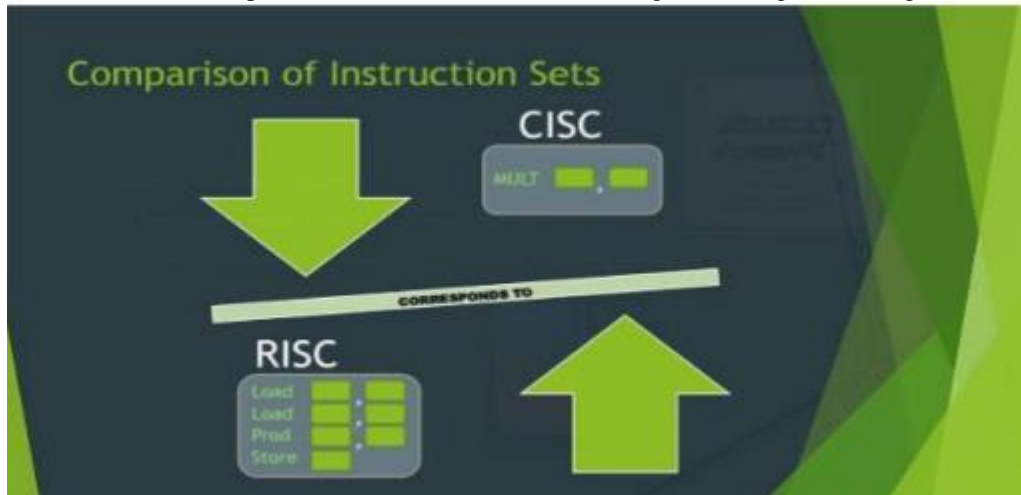 Comparison of Instruction Sets
CISC
MULT ,
CORRESPONDS TO
RISC
Load ,
Load ,
Prod ,
Store